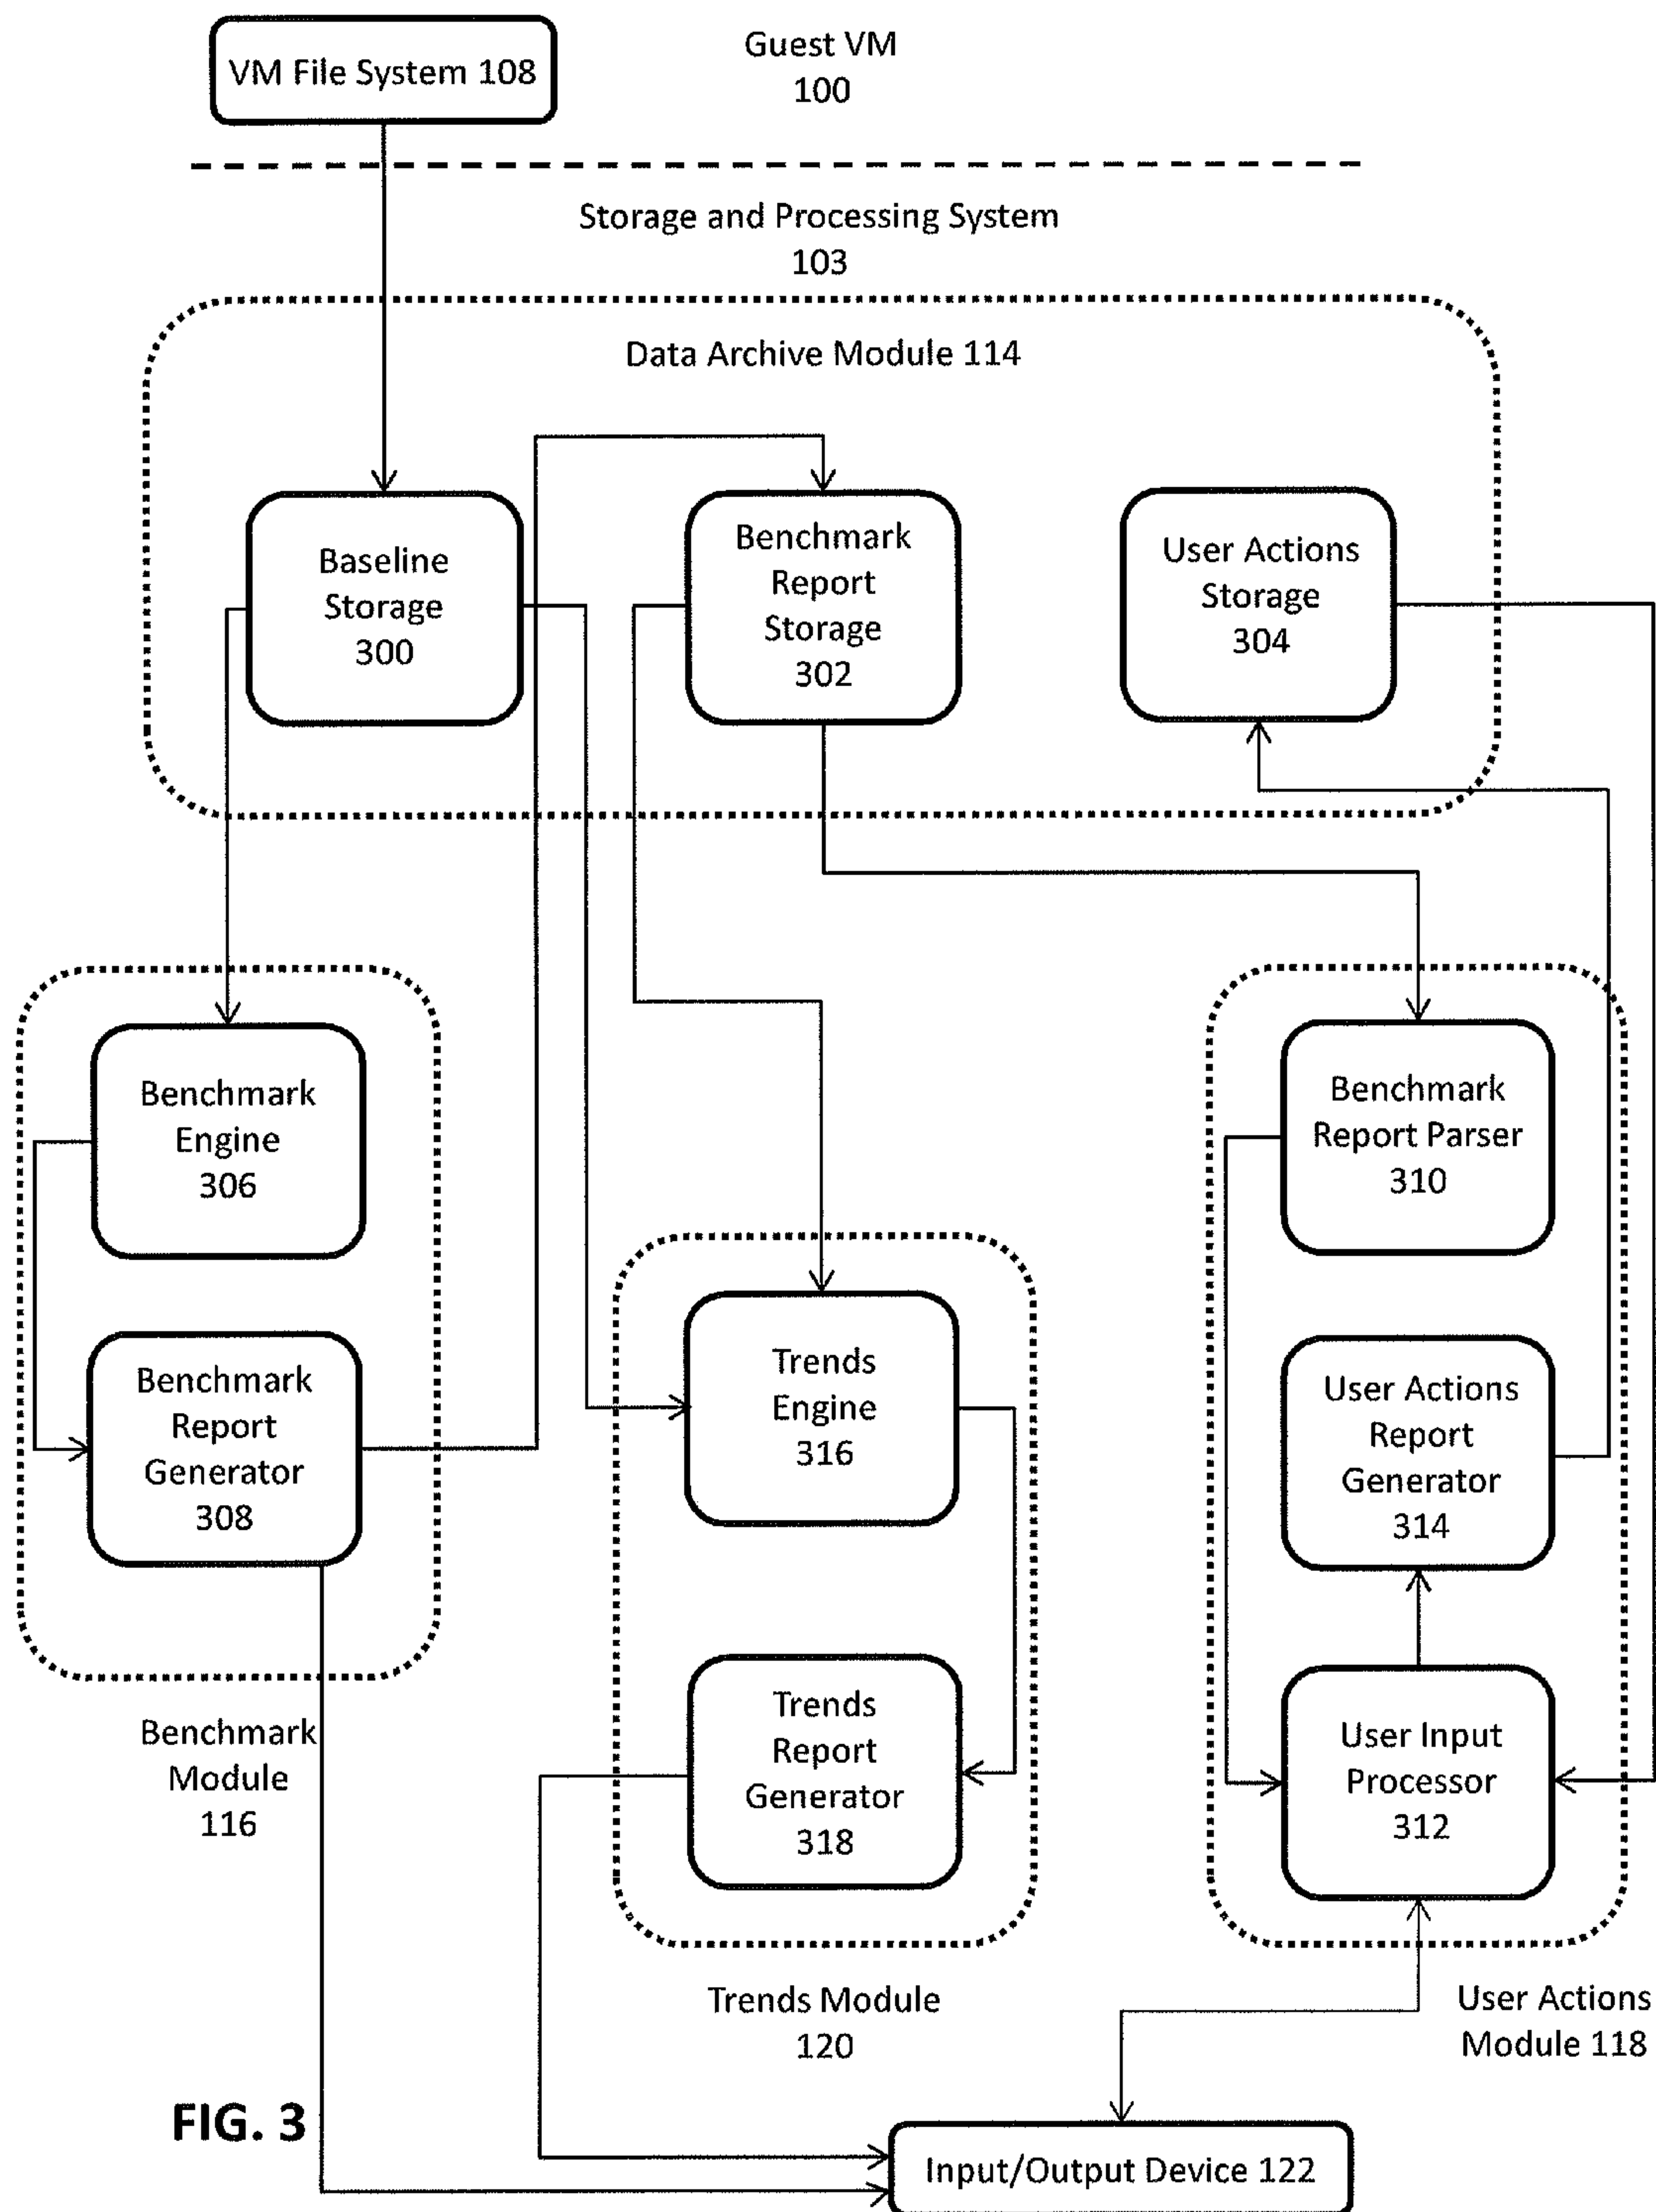 VM File System 108
Guest VM
100
Storage and Processing System
103
Data Archive Module 114
Baseline
Storage
300
Benchmark
Report
Storage
302
User Actions
Storage
304
Benchmark
Engine
306
Benchmark
Report Parser
310
Benchmark
Report
Generator
308
Trends
Engine
316
User Actions
Report
Generator
314
Trends
Report
Generator
318
User Input
Processor
312
Benchmark
Module
116
Trends Module
120
User Actions
Module 118
FIG. 3
Input/Output Device 122